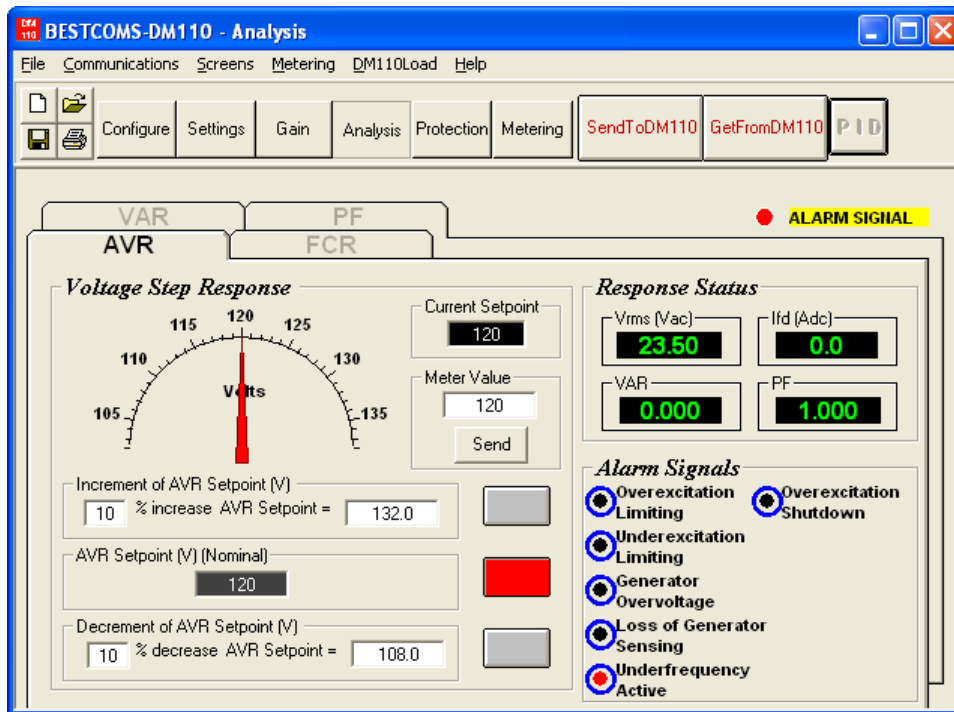 DM 110
BESTCOMS-DM110 - Analysis
File Communications Screens Metering DM110Load Help
Configure Settings Gain Analysis Protection Metering SendToDM110 GetFromDM110 PID
VAR PF
ALARM SIGNAL
AVR FCR
Voltage Step Response
105 110 115 120 125 130 135
Volts
Current Setpoint
120
Meter Value
120
Send
Increment of AVR Setpoint (V)
10 % increase AVR Setpoint = 132.0
AVR Setpoint (V) (Nominal)
120
Decrement of AVR Setpoint (V)
10 % decrease AVR Setpoint = 108.0
Response Status
Vrms (Vac) Ifd (Adc)
23.50 0.0
VAR PF
0.000 1.000
Alarm Signals
Overexcitation Limiting
Overexcitation Shutdown
Underexcitation Limiting
Generator Overvoltage
Loss of Generator Sensing
Underfrequency Active